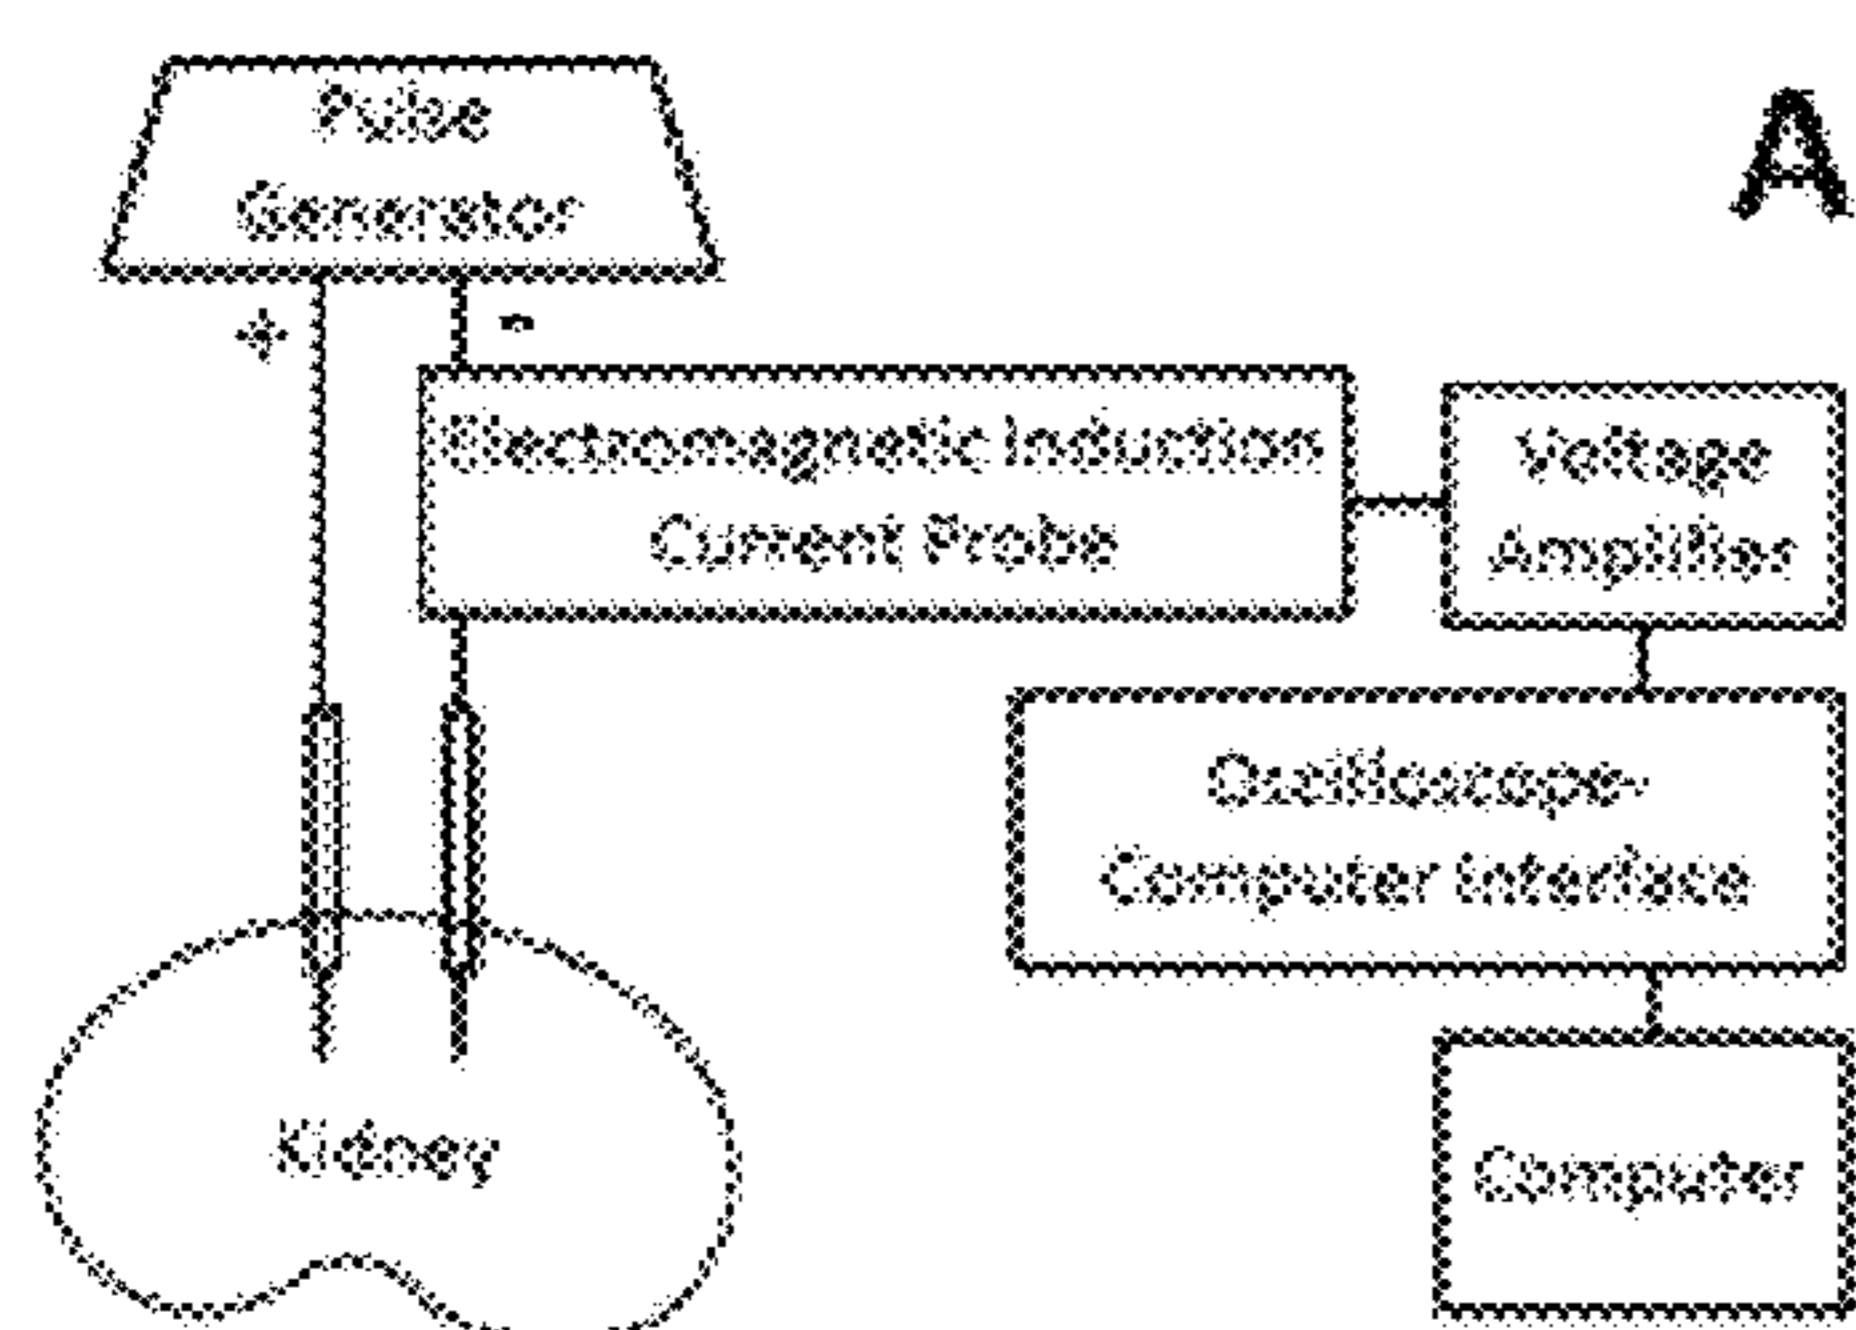 Pulse
Generator
A
+
-
Electromagnetic Induction
Current Probe
Voltage
Amplifier
Oscilloscope-
Computer Interface
Kidney
Computer